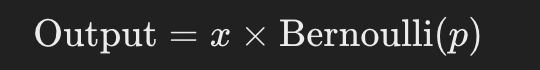 Output = x × Bernoulli(p)